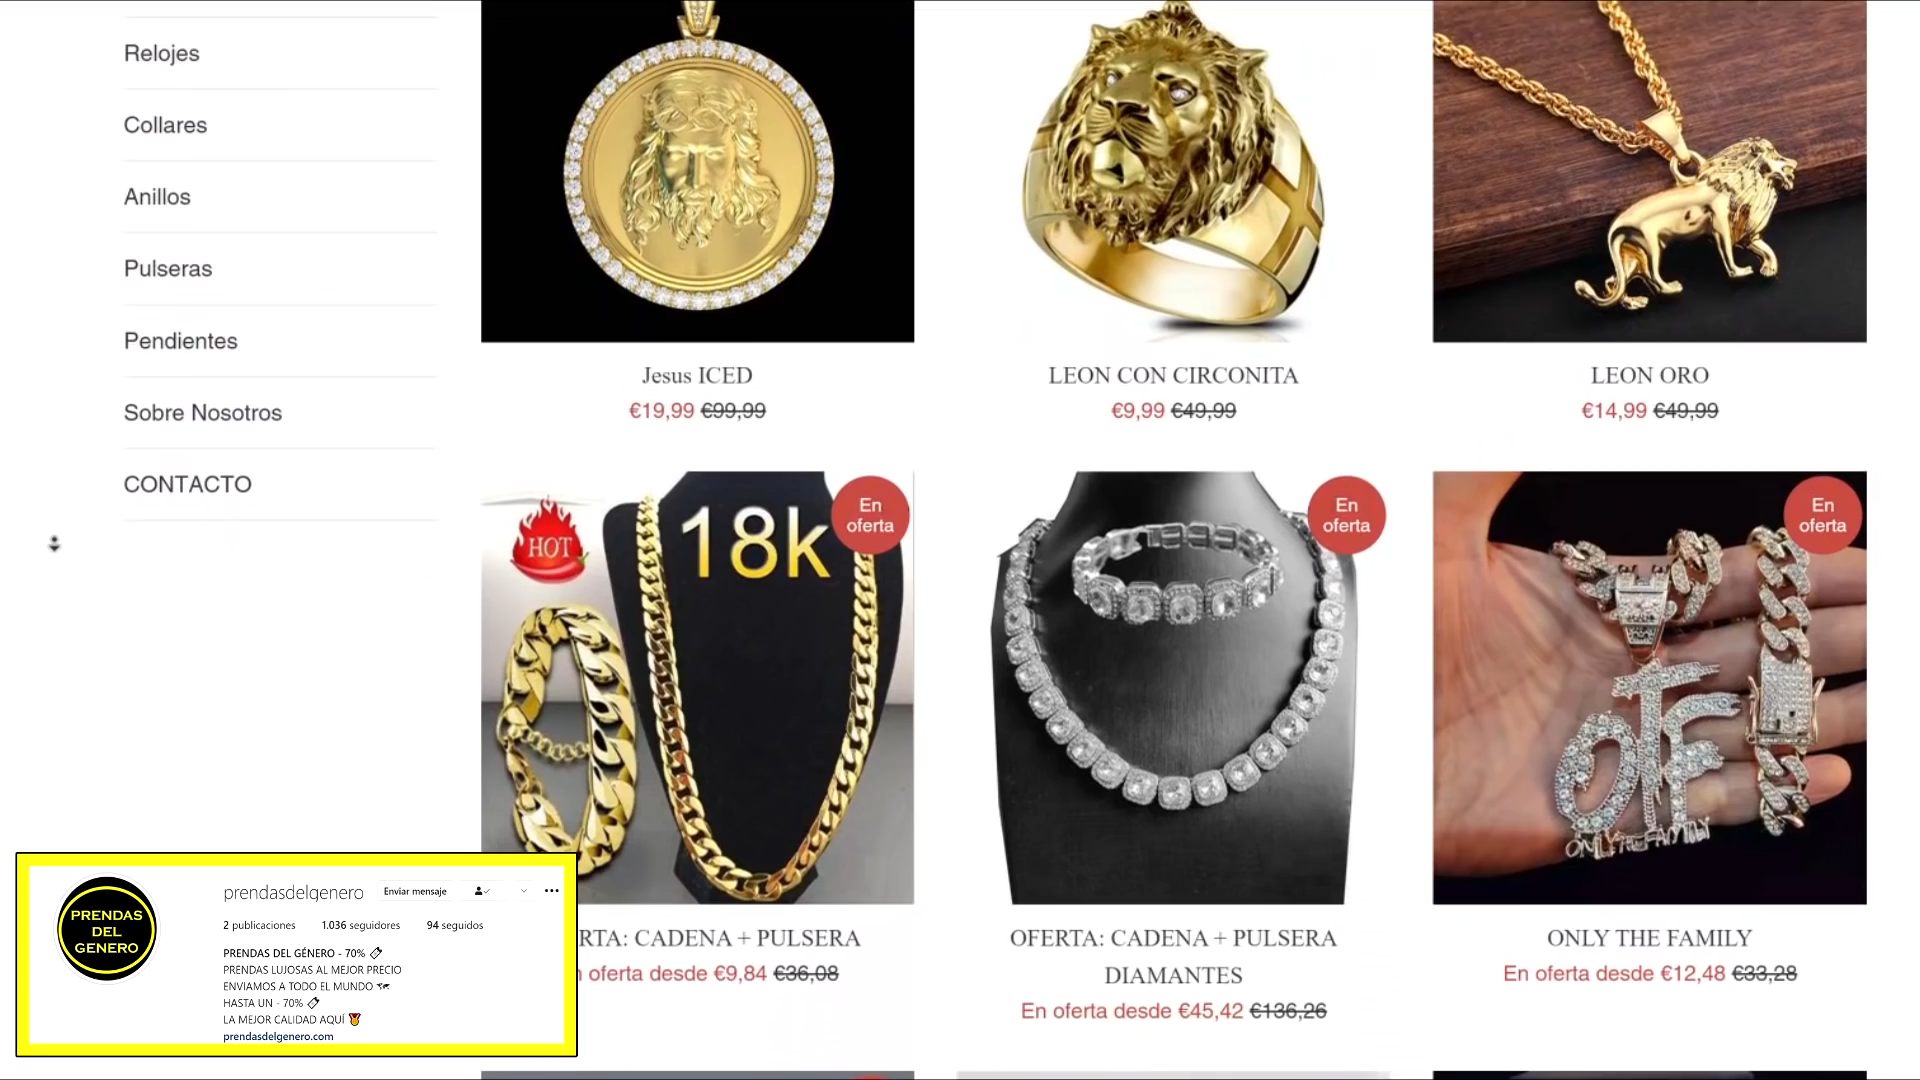 Relojes
Collares
Anillos
Pulseras
Pendientes
Sobre Nosotros
CONTACTO
Jesus ICED
€19,99 €99,99
LEON CON CIRCONITA
€9,99 €49,99
LEON ORO
€14,99 €49,99
HOT
18k
En
oferta
En
oferta
OTF
ONLY THE FAMILY
En
oferta
RTA: CADENA + PULSERA
n oferta desde €9,84 €36,08
OFERTA: CADENA + PULSERA
DIAMANTES
En oferta desde €45,42 €136,26
ONLY THE FAMILY
En oferta desde €12,48 €33,28
PRENDAS
DEL
GENERO
prendasdelgenero Enviar mensaje
2 publicaciones 1.036 seguidores 94 seguidos
PRENDAS DEL GÉNERO - 70%
PRENDAS LUJOSAS AL MEJOR PRECIO
ENVIAMOS A TODO EL MUNDO
HASTA UN - 70%
LA MEJOR CALIDAD AQUÍ
prendasdelgenero.com